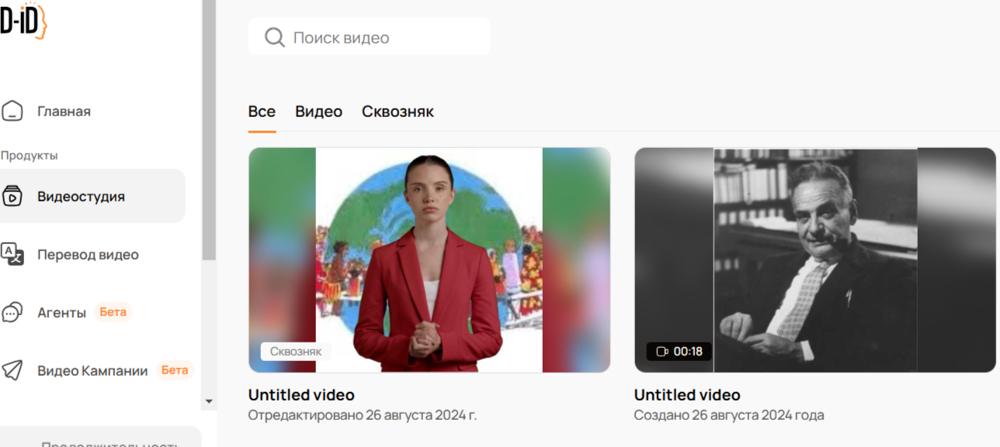 D-iD
Поиск видео
Главная
Продукты
Видеостудия
Перевод видео
Агенты Бета
Видео Кампании Бета
Все Видео Сквозняк
Сквозняк
00:18
Untitled video
Отредактировано 26 августа 2024 г.
Untitled video
Создано 26 августа 2024 года